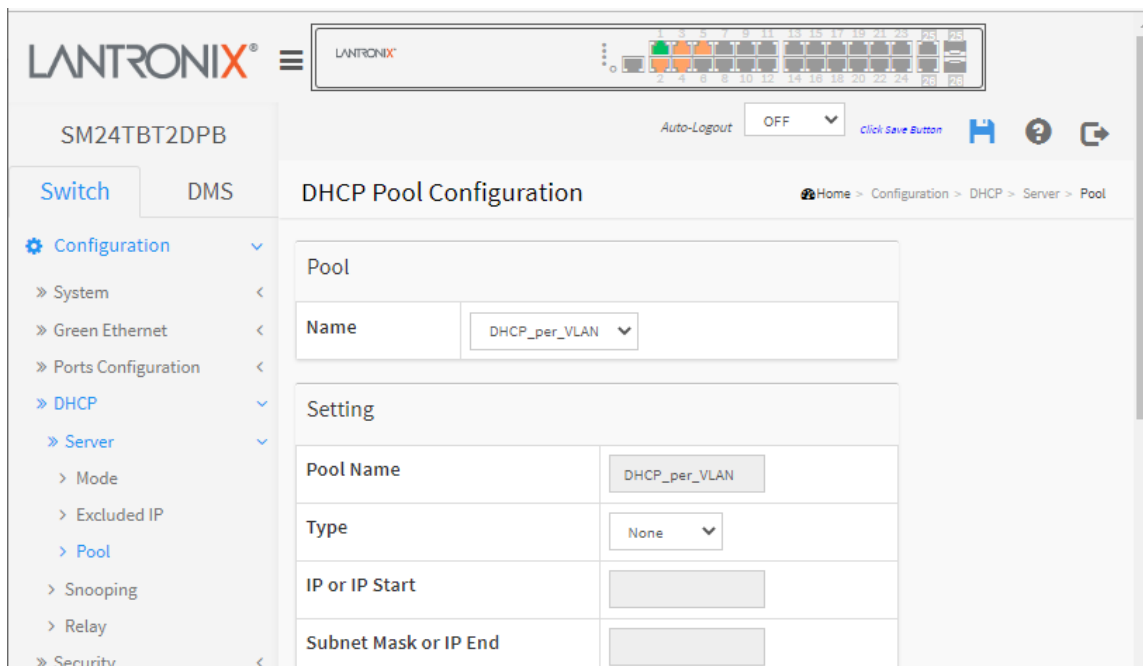 LANTRONIX®
LANTRONIX
1 3 5 7 9 11 13 15 17 19 21 23 25 25
2 4 6 8 10 12 14 16 18 20 22 24 26 26
SM24TBT2DPB
Auto-Logout OFF Click Save Button
Switch DMS
DHCP Pool Configuration
Home > Configuration > DHCP > Server > Pool
Configuration
» System
» Green Ethernet
» Ports Configuration
» DHCP
» Server
> Mode
> Excluded IP
> Pool
> Snooping
> Relay
» Security
Pool
Name DHCP_per_VLAN
Setting
Pool Name DHCP_per_VLAN
Type None
IP or IP Start
Subnet Mask or IP End